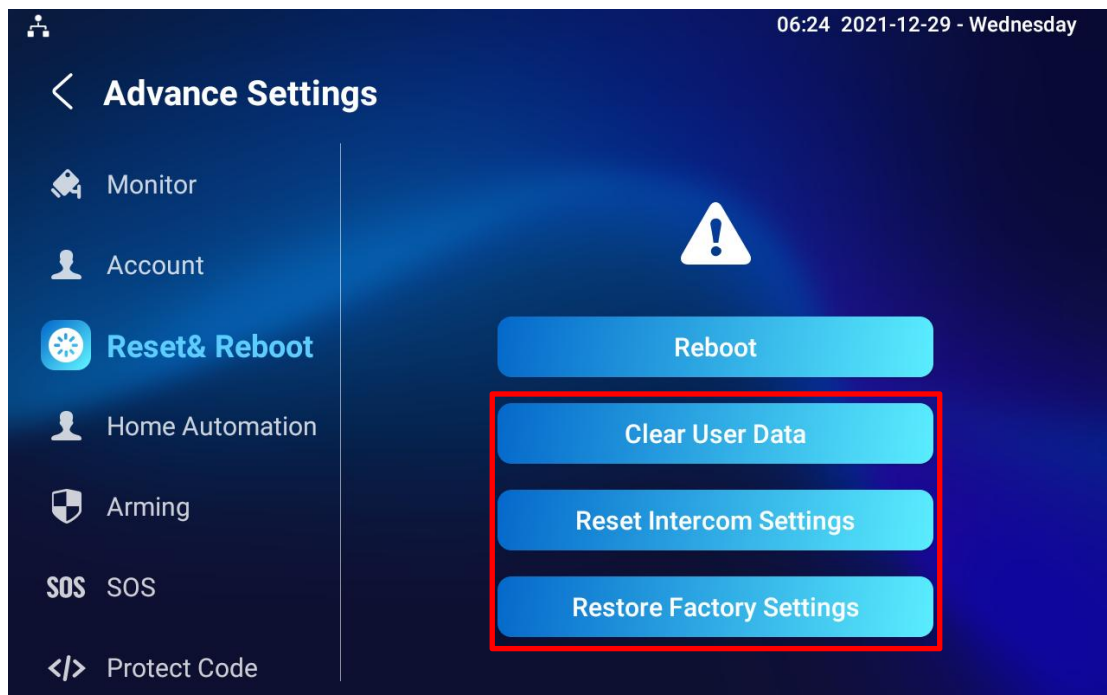 06:24 2021-12-29 - Wednesday
Advance Settings
Monitor
Account
Reset& Reboot
Home Automation
Arming
SOS SOS
</> Protect Code
Reboot
Clear User Data
Reset Intercom Settings
Restore Factory Settings